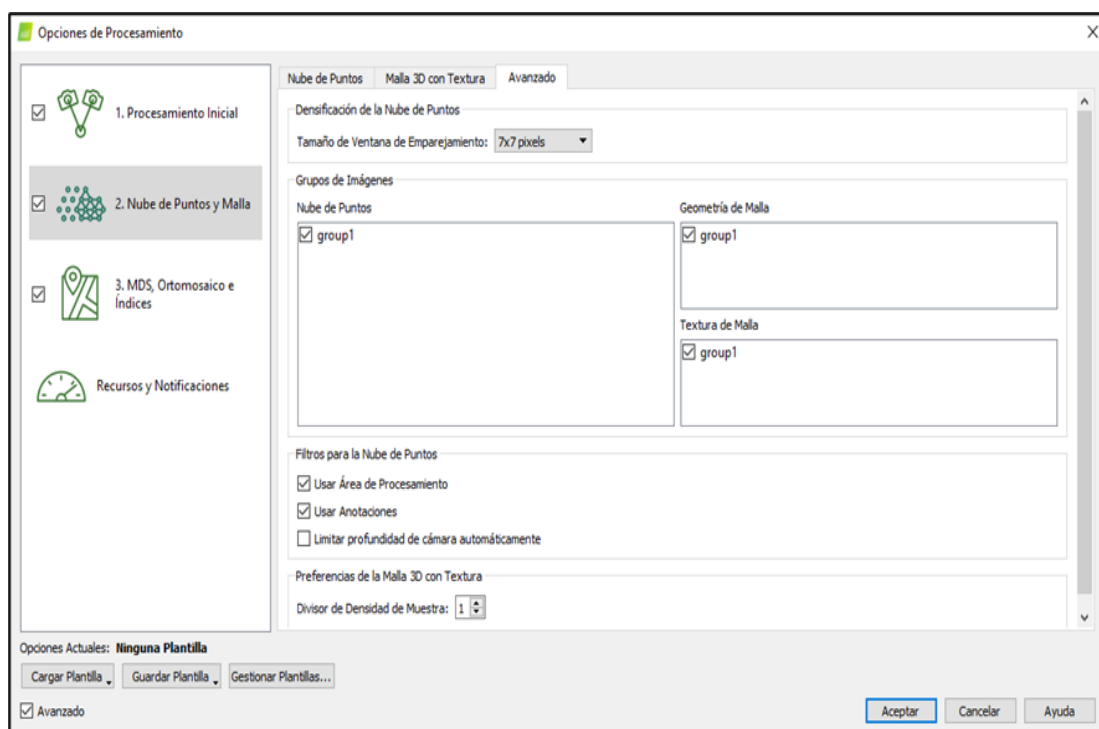 Opciones de Procesamiento
1. Procesamiento Inicial
2. Nube de Puntos y Malla
3. MDS, Ortomosaico e
Índices
Recursos y Notificaciones
Nube de Puntos Malla 3D con Textura Avanzado
Densificación de la Nube de Puntos
Tamaño de Ventana de Emparejamiento: 7x7 pixels
Grupos de Imágenes
Nube de Puntos
group1
Geometría de Malla
group1
Textura de Malla
group1
Filtros para la Nube de Puntos
Usar Área de Procesamiento
Usar Anotaciones
Limitar profundidad de cámara automáticamente
Preferencias de la Malla 3D con Textura
Divisor de Densidad de Muestra: 1
Opciones Actuales: Ninguna Plantilla
Cargar Plantilla Guardar Plantilla Gestionar Plantillas...
Avanzado
Aceptar Cancelar Ayuda